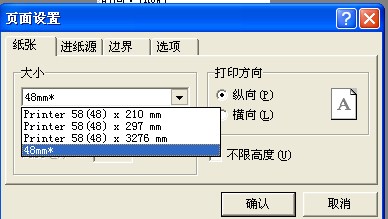 页面设置
纸张
进纸源
边界
选项
大小
48mm*
Printer 58(48) x 210 mm
Printer 58(48) x 297 mm
Printer 58(48) x 3276 mm
48mm*
打印方向
纵向(P)
横向(L)
A
不限高度(U)
确认
取消